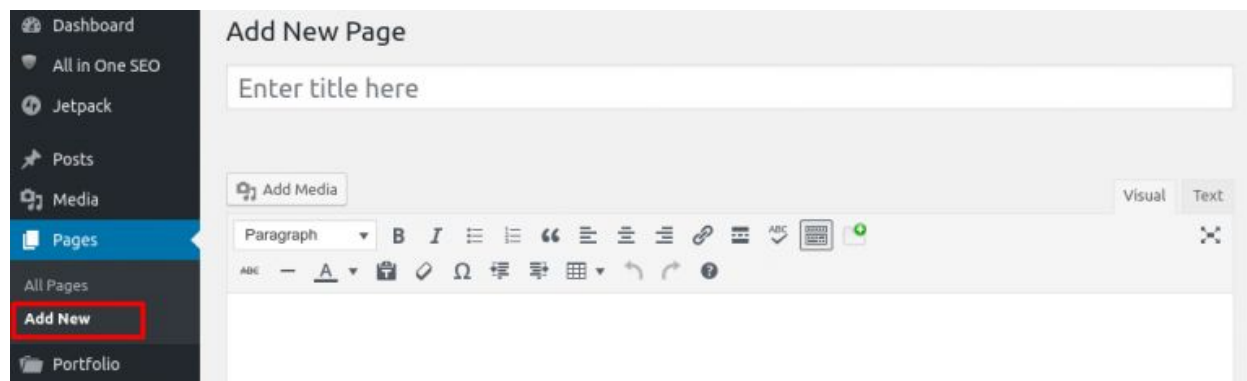 Dashboard
All in One SEO
Jetpack
Posts
Media
Pages
All Pages
Add New
Portfolio
Add New Page
Enter title here
Add Media
Visual Text
Paragraph B I “ ABC
ABC A T Ω ?